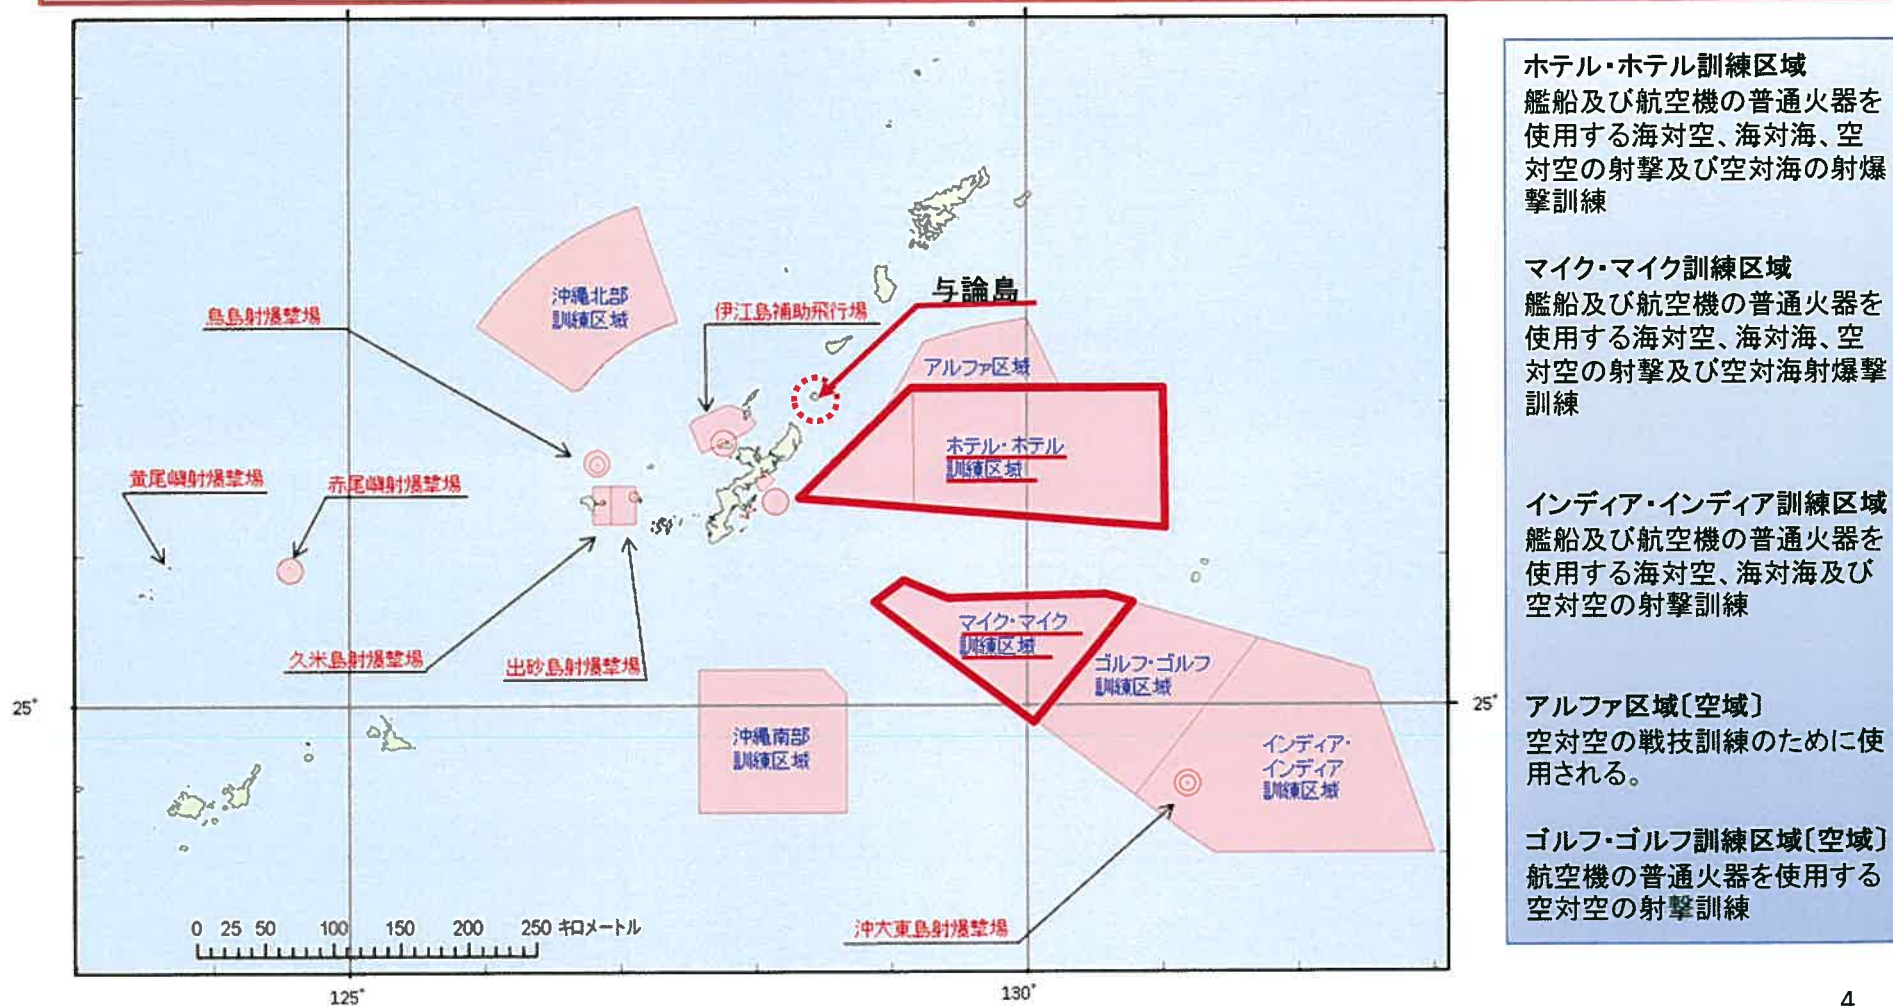 沖縄北部
訓練区域
鳥島射爆撃場
伊江島補助飛行場
与論島
アルファ区域
ホテル・ホテル
訓練区域
黄尾嶼射爆撃場
赤尾嶼射爆撃場
久米島射爆撃場
出砂島射爆撃場
マイク・マイク
訓練区域
ゴルフ・ゴルフ
訓練区域
25°
25°
沖縄南部
訓練区域
インディア・
インディア
訓練区域
沖大東島射爆撃場
0 25 50 100 150 200 250 キロメートル
125°
130°
ホテル・ホテル訓練区域
艦船及び航空機の普通火器を
使用する海対空、海対海、空
対空の射撃及び空対海の射爆
撃訓練
マイク・マイク訓練区域
艦船及び航空機の普通火器を
使用する海対空、海対海、空
対空の射撃及び空対海射爆撃
訓練
インディア・インディア訓練区域
艦船及び航空機の普通火器を
使用する海対空、海対海及び
空対空の射撃訓練
アルファ区域〔空域〕
空対空の戦技訓練のために使
用される。
ゴルフ・ゴルフ訓練区域〔空域〕
航空機の普通火器を使用する
空対空の射撃訓練
4